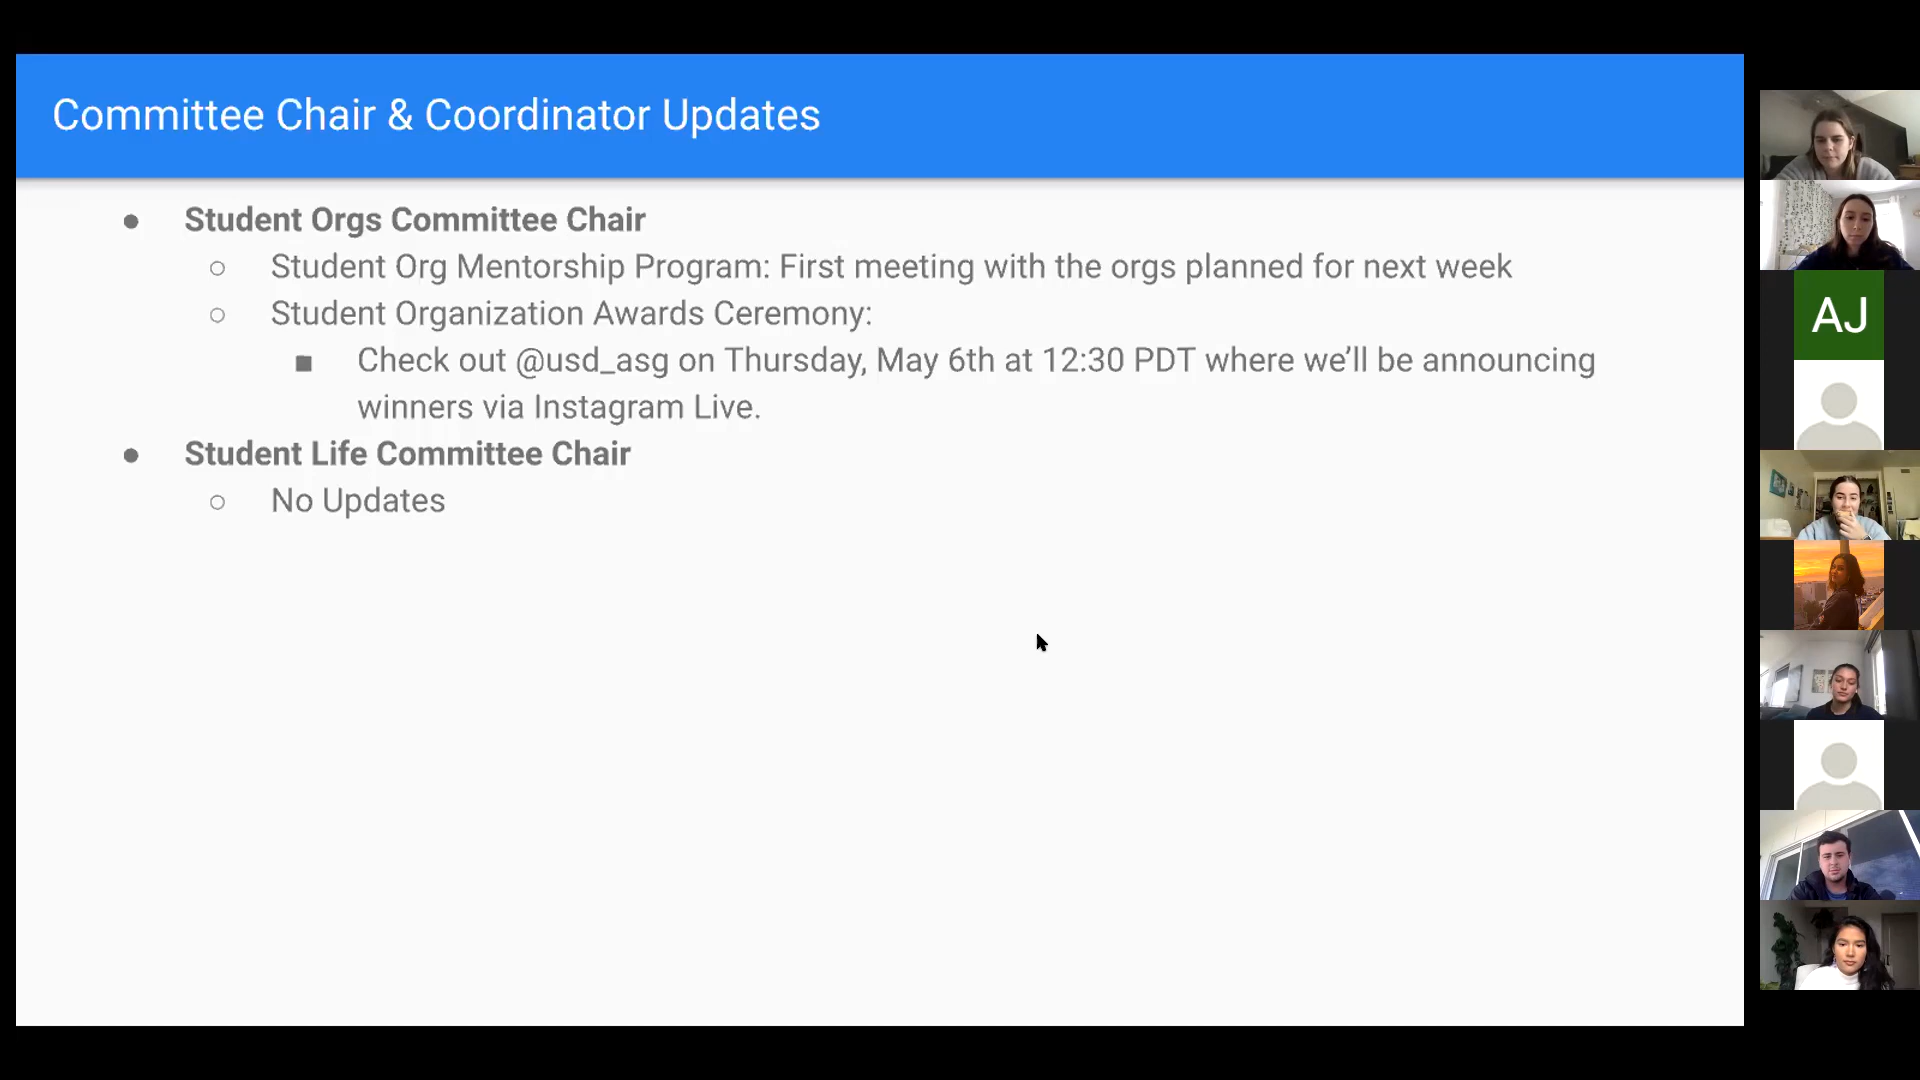 Committee Chair & Coordinator Updates
Student Orgs Committee Chair
Student Org Mentorship Program: First meeting with the orgs planned for next week
Student Organization Awards Ceremony:
Check out @usd_asg on Thursday, May 6th at 12:30 PDT where we’ll be announcing
winners via Instagram Live.
Student Life Committee Chair
No Updates
AJ